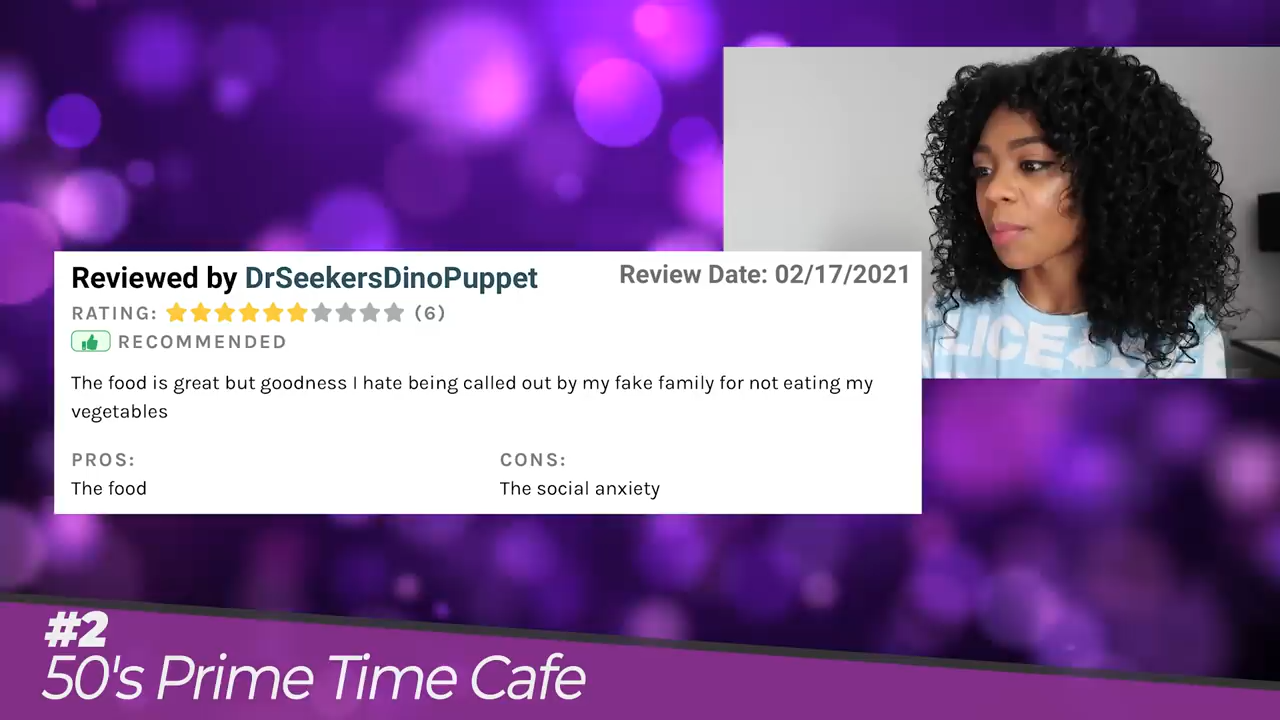 Reviewed by DrSeekersDinoPuppet
Review Date: 02/17/2021
RATING: (6)
RECOMMENDED
The food is great but goodness I hate being called out by my fake family for not eating my
vegetables
PROS:
CONS:
The food
The social anxiety
LICE
#2
50's Prime Time Cafe